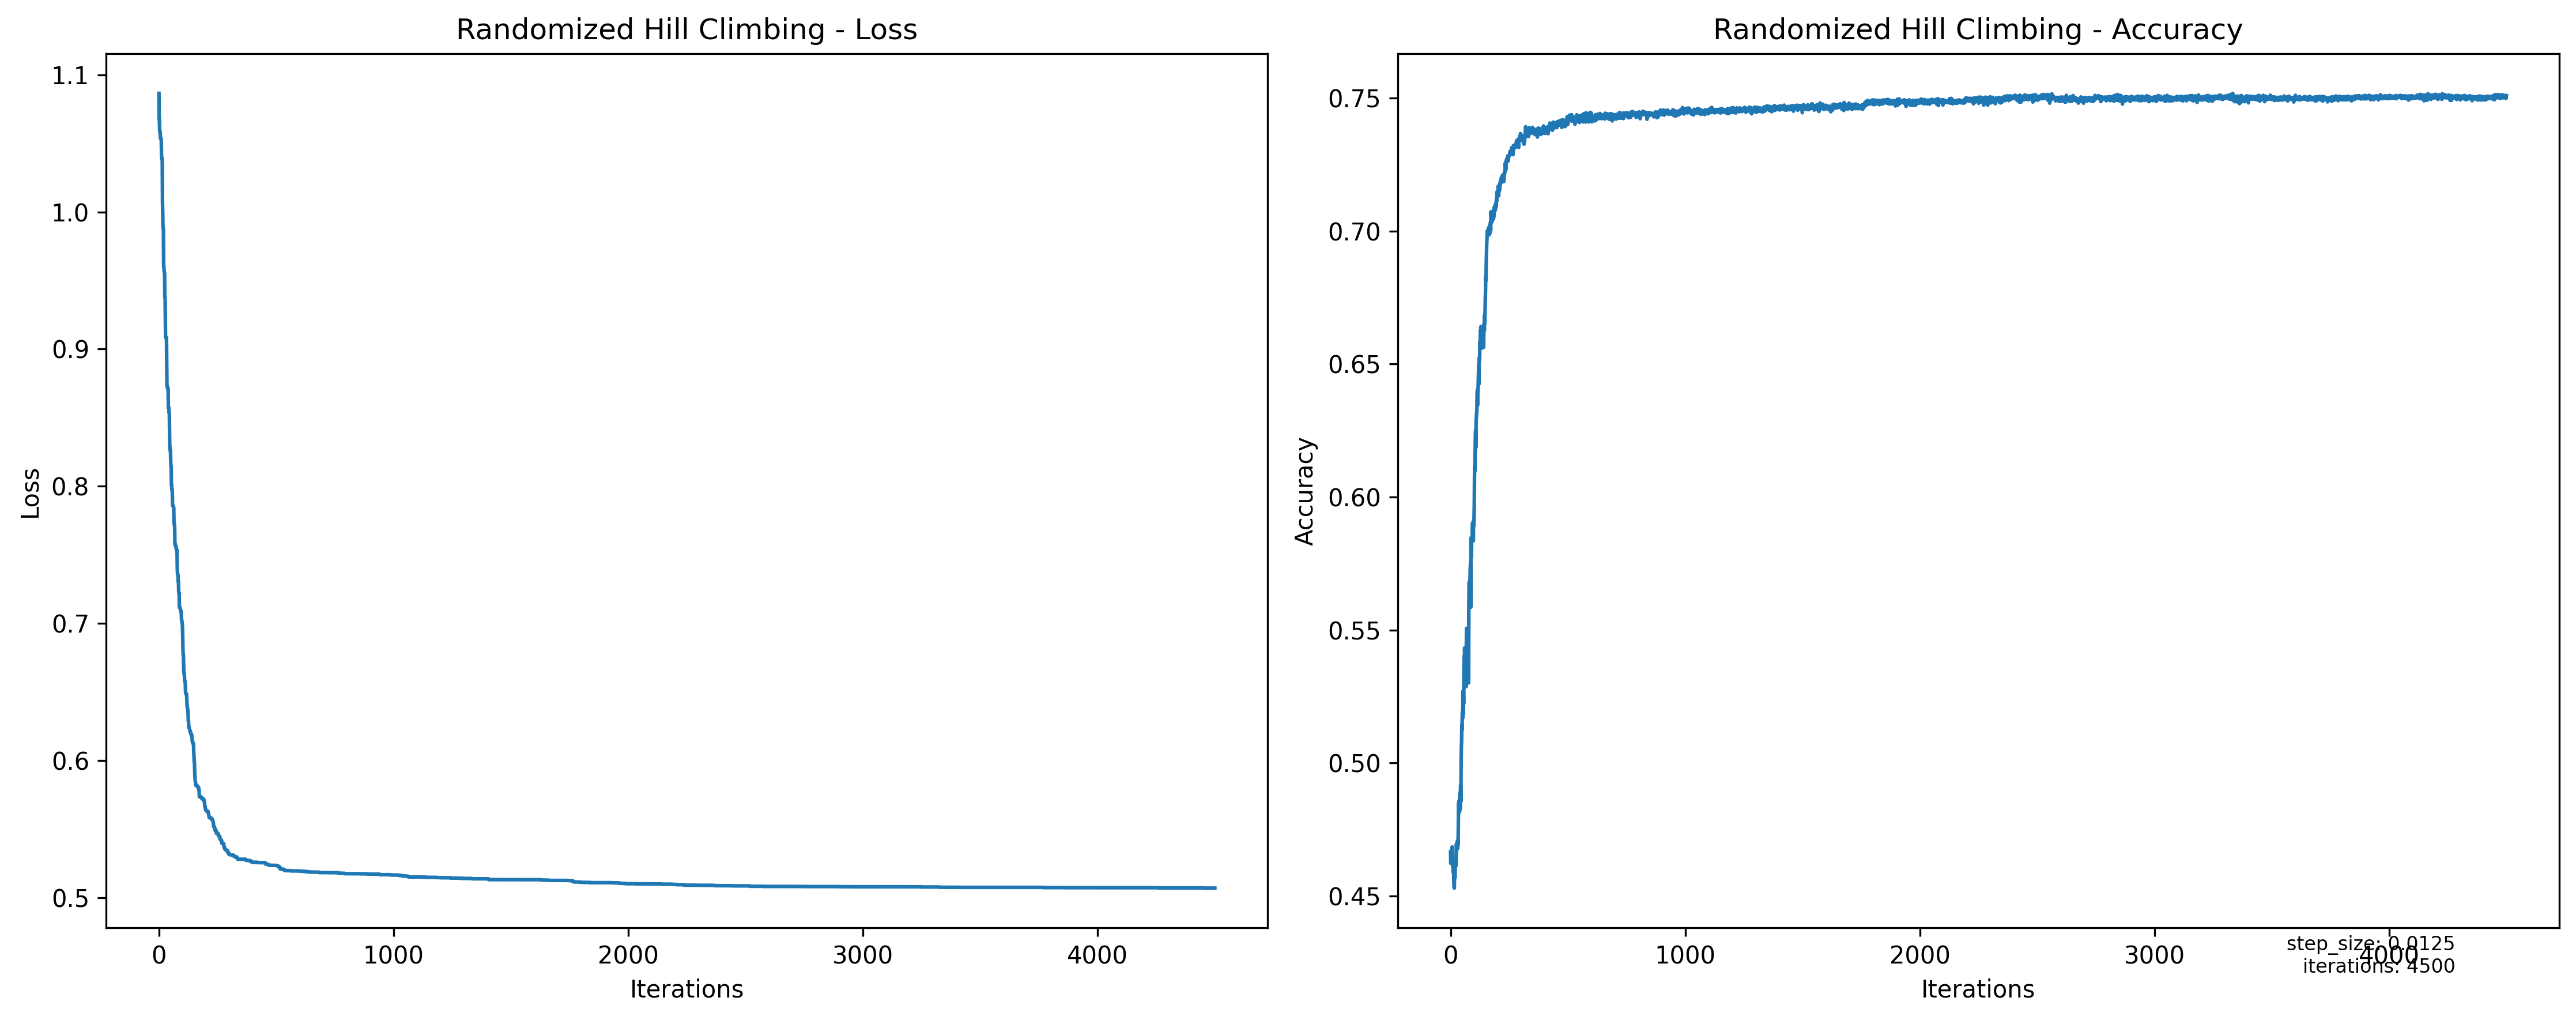 Randomized Hill Climbing - Loss
1.1
1.0
0.9
0.8
0.7
0.6
0.5
Loss
0 1000 2000 3000 4000
Iterations
Randomized Hill Climbing - Accuracy
0.75
0.70
0.65
0.60
0.55
0.50
0.45
Accuracy
0 1000 2000 3000 4000
Iterations
step_size: 0.0125
iterations: 4500